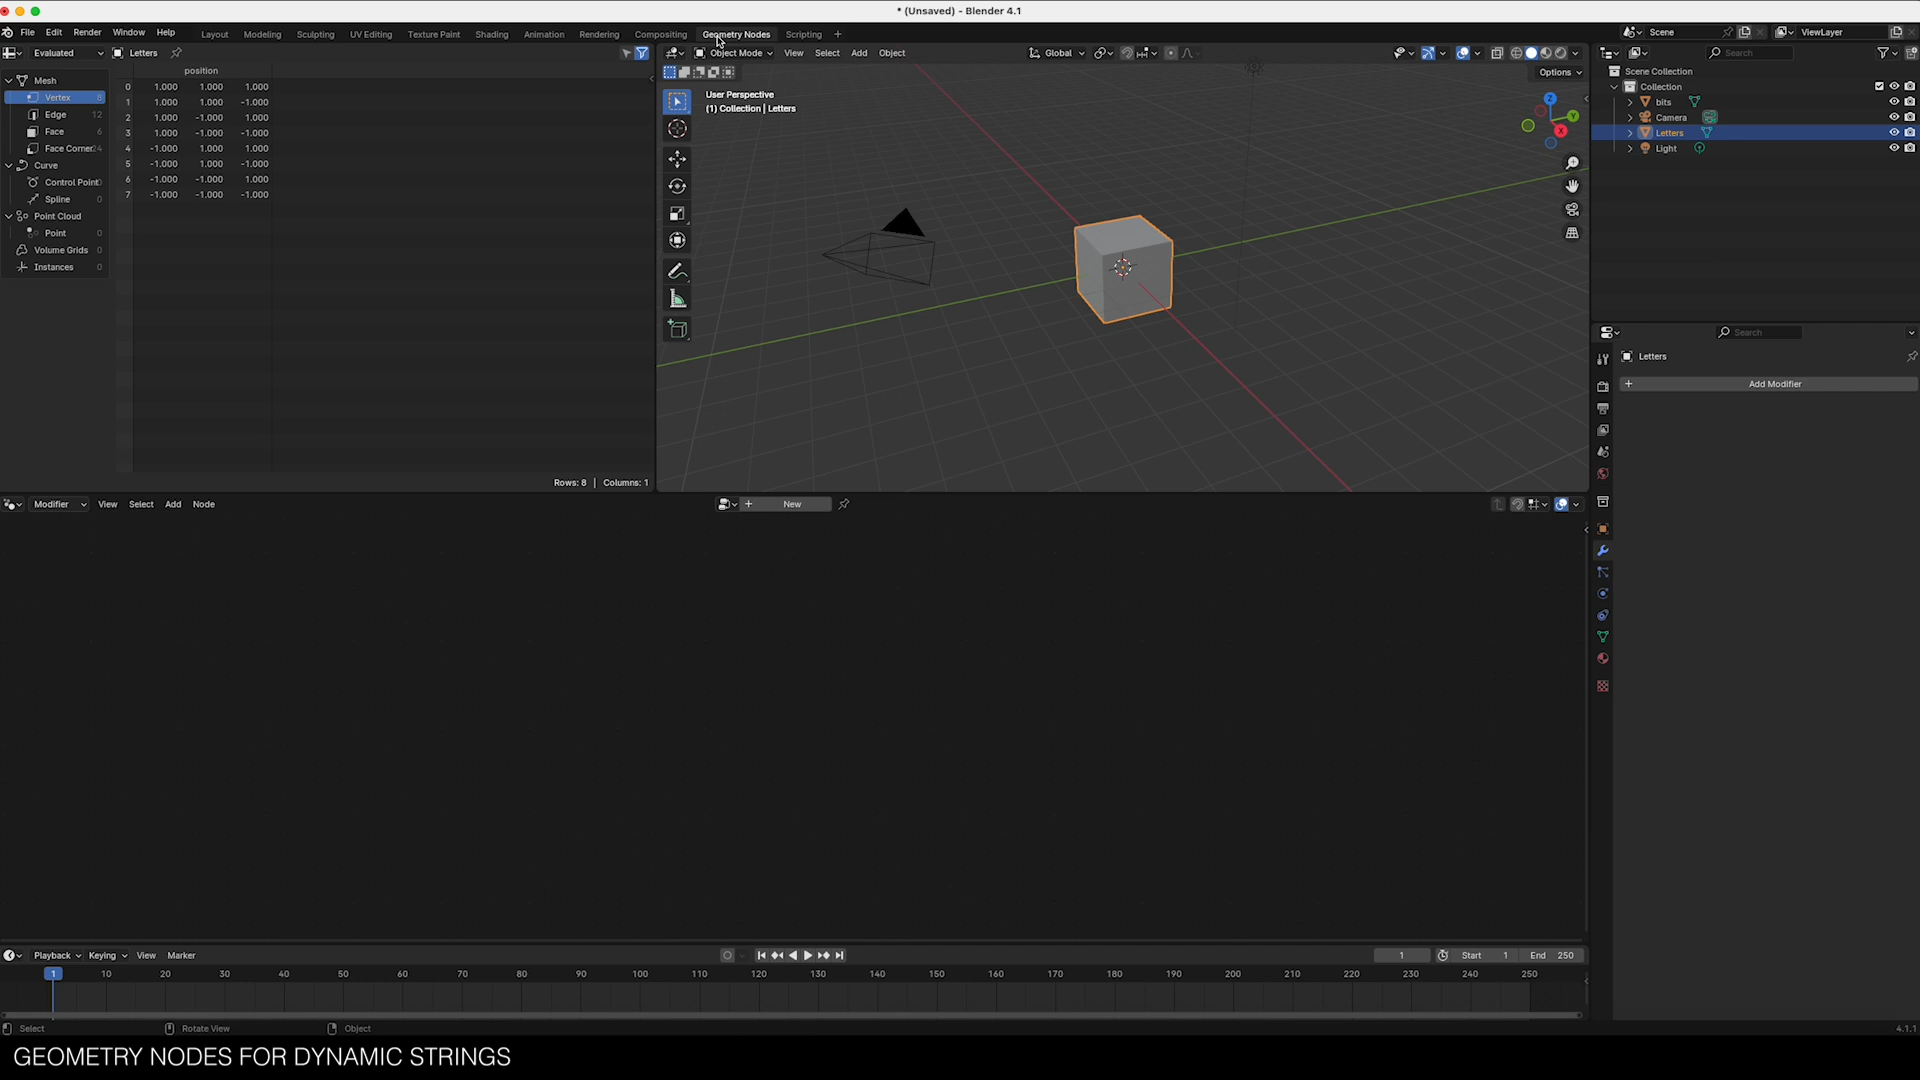 * (Unsaved) - Blender 4.1
File Edit Render Window Help Layout Modeling Sculpting UV Editing Texture Paint Shading Animation Rendering Compositing Geometry Nodes Scripting + Scene ViewLayer
Evaluated Letters
Object Mode View Select Add Object Global
Search
position
Options
Mesh
Vertex 8
Edge 12
Face 6
Face Corner 24
Curve
Control Point
Spline 0
Point Cloud
Point 0
Volume Grids 0
Instances 0
0 1.000 1.000 1.000
1 1.000 1.000 -1.000
2 1.000 -1.000 1.000
3 1.000 -1.000 -1.000
4 -1.000 1.000 1.000
5 -1.000 1.000 -1.000
6 -1.000 -1.000 1.000
7 -1.000 -1.000 -1.000
Rows: 8 | Columns: 1
User Perspective
(1) Collection | Letters
Z
Y
X
Scene Collection
Collection
bits
Camera
Letters
Light
Search
Letters
+ Add Modifier
Modifier View Select Add Node
+ New
Playback Keying View Marker
1 Start 1 End 250
1 10 20 30 40 50 60 70 80 90 100 110 120 130 140 150 160 170 180 190 200 210 220 230 240 250
Select Rotate View Object
4.1.1
GEOMETRY NODES FOR DYNAMIC STRINGS